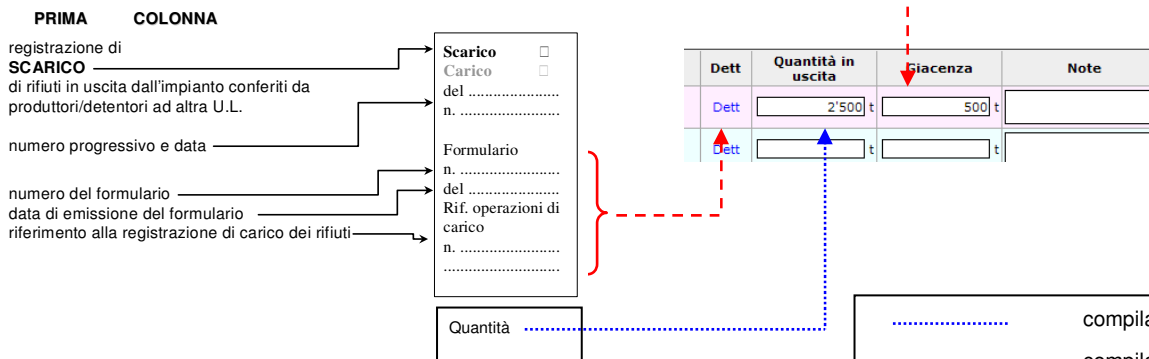 PRIMA COLONNA
registrazione di
SCARICO
di rifiuti in uscita dall'impianto conferiti da
produttori/detentori ad altra U.L.
numero progressivo e data
numero del formulario
data di emissione del formulario
riferimento alla registrazione di carico dei rifiuti
Scarico □
Carico □
del ......................
n. ........................
Formulario
n. ........................
del ......................
Rif. operazioni di
carico
n. ........................
............................
Quantità
Dett Quantità in uscita Giacenza Note
Dett 2'500 t 500 t
Dett t t
compila